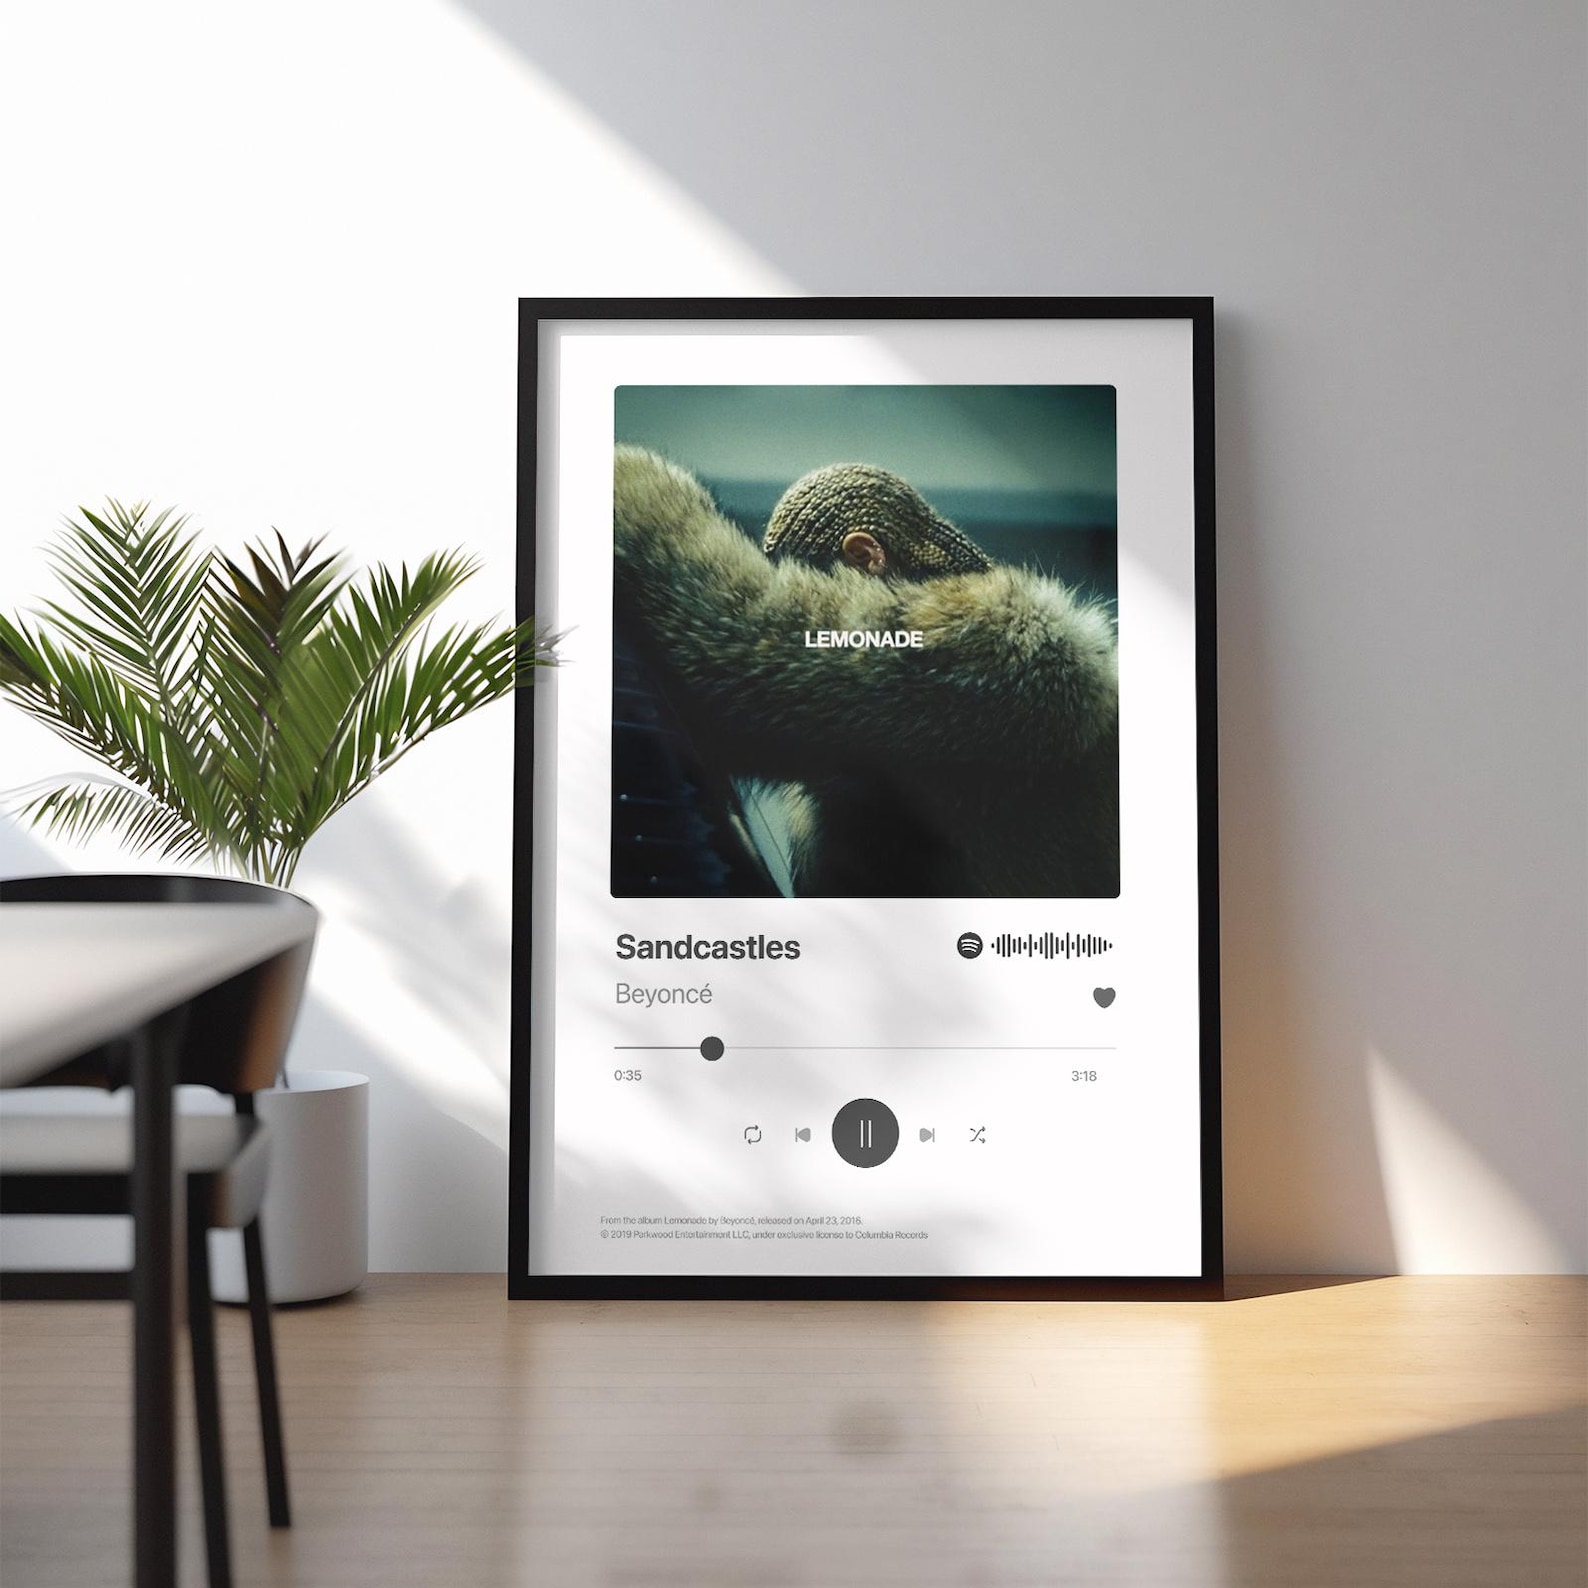 LEMONADE
Sandcastles
Beyoncé
0:35
3:18
From the album Lemonade by Beyoncé, released on April 23, 2016.
© 2019 Parkwood Entertainment LLC, under exclusive license to Columbia Records